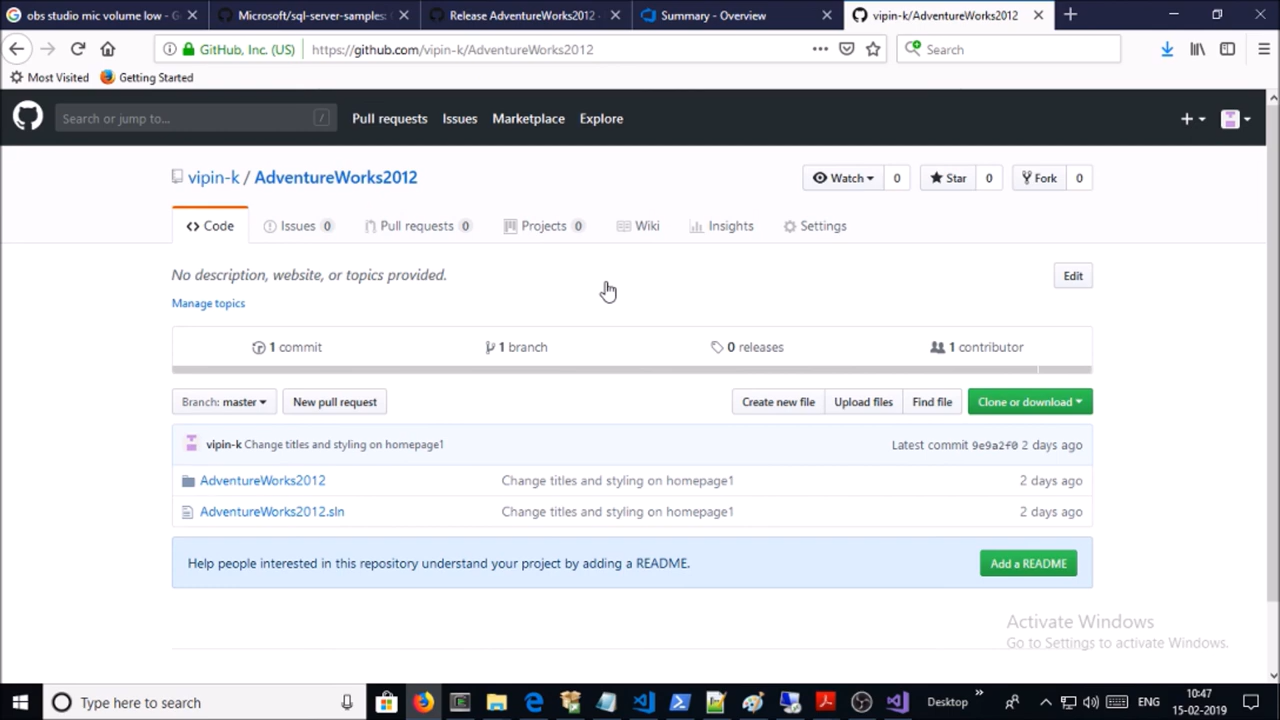 obs studio mic volume low - G
Microsoft/sql-server-samples:
Release AdventureWorks2012 -
Summary - Overview
vipin-k/AdventureWorks2012
GitHub, Inc. (US)
https://github.com/vipin-k/AdventureWorks2012
Search
Most Visited
Getting Started
Search or jump to...
/
Pull requests
Issues
Marketplace
Explore
vipin-k / AdventureWorks2012
Watch
0
Star
0
Fork
0
Code
Issues 0
Pull requests 0
Projects 0
Wiki
Insights
Settings
No description, website, or topics provided.
Edit
Manage topics
1 commit
1 branch
0 releases
1 contributor
Branch: master
New pull request
Create new file
Upload files
Find file
Clone or download
vipin-k Change titles and styling on homepage1
Latest commit 9e9a2f0 2 days ago
AdventureWorks2012
Change titles and styling on homepage1
2 days ago
AdventureWorks2012.sln
Change titles and styling on homepage1
2 days ago
Help people interested in this repository understand your project by adding a README.
Add a README
Activate Windows
Go to Settings to activate Windows.
Type here to search
Desktop
ENG
10:47
15-02-2019